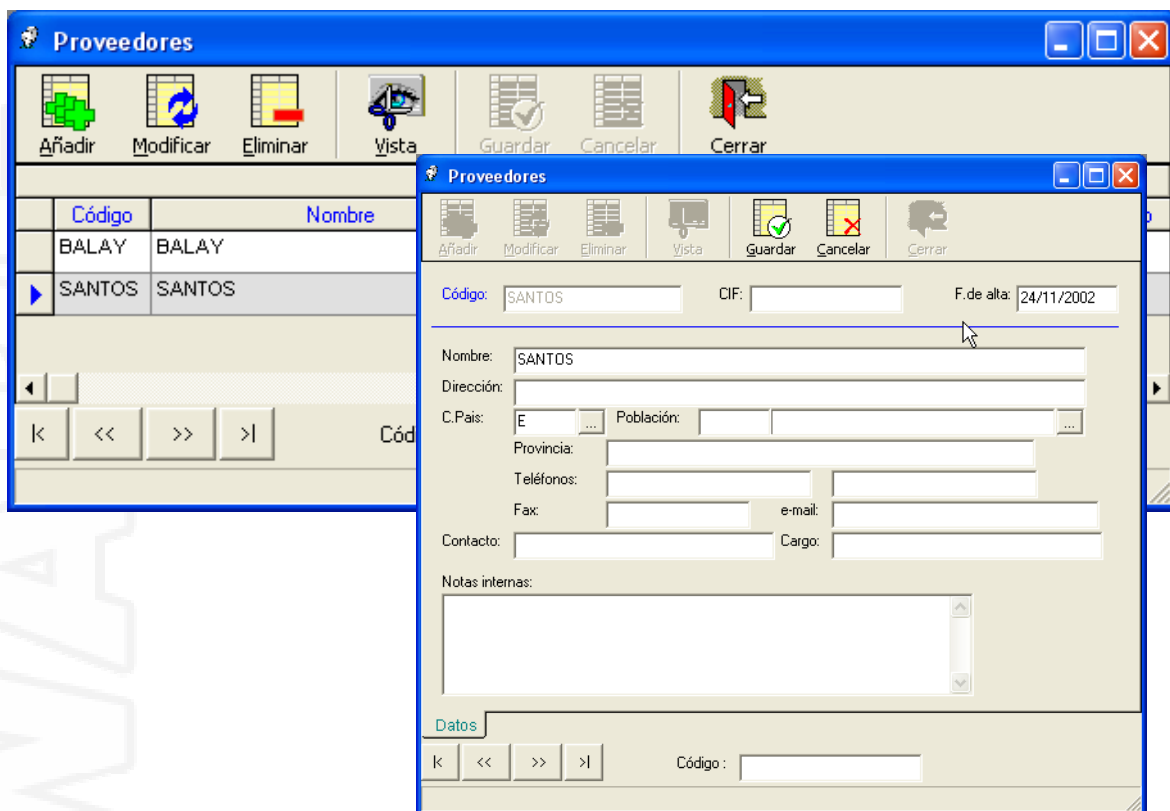 Proveedores
Añadir Modificar Eliminar Vista Guardar Cancelar Cerrar
Código Nombre
BALAY BALAY
SANTOS SANTOS
|< << >> >| Cód
Proveedores
Añadir Modificar Eliminar Vista Guardar Cancelar Cerrar
Código: SANTOS CIF: F.de alta: 24/11/2002
Nombre: SANTOS
Dirección:
C.Pais: E ... Población: ...
Provincia:
Teléfonos:
Fax: e-mail:
Contacto: Cargo:
Notas internas:
Datos
|< << >> >| Código :